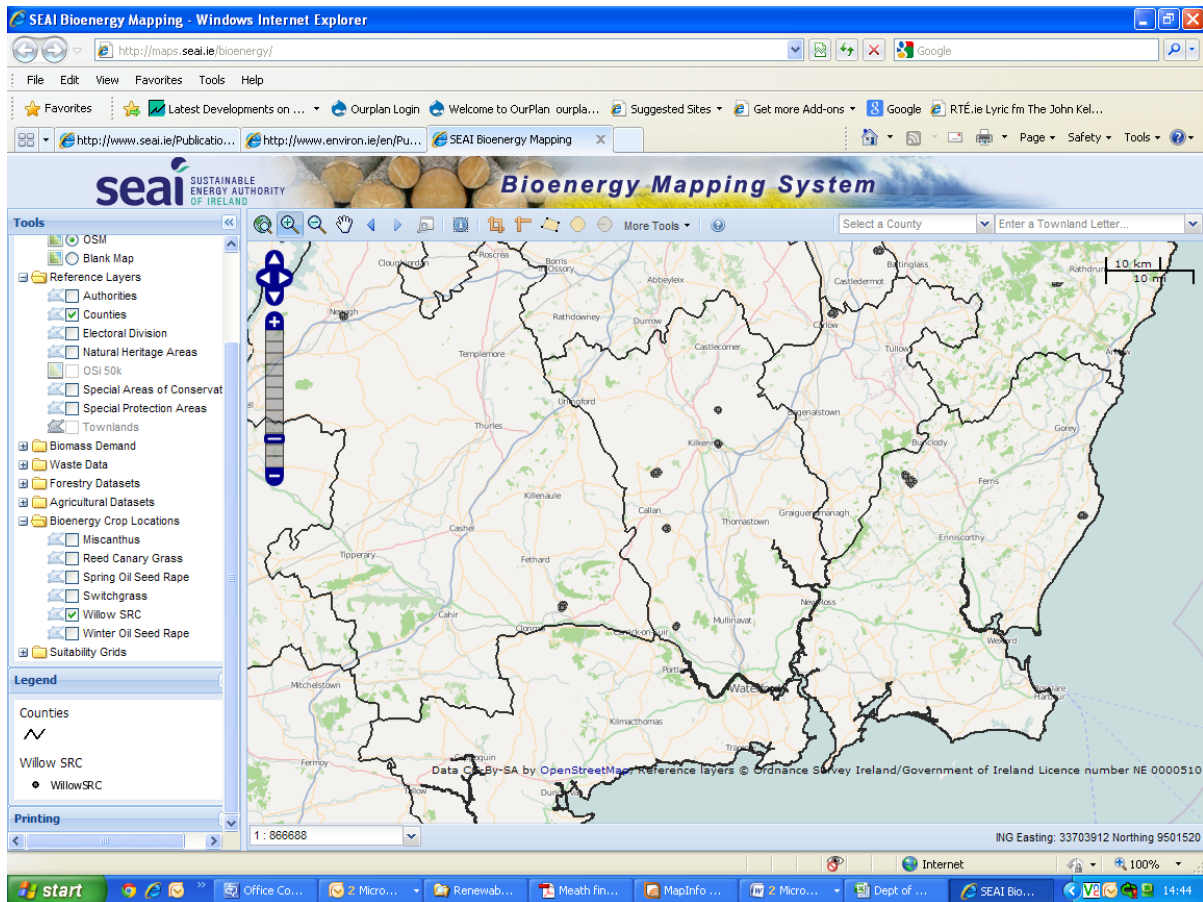 SEAI Bioenergy Mapping - Windows Internet Explorer
http://maps.seai.ie/bioenergy/
Google
File Edit View Favorites Tools Help
Favorites Latest Developments on ... Ourplan Login Welcome to OurPlan ourpla... Suggested Sites Get more Add-ons Google RTÉ.ie Lyric fm The John Kel...
http://www.seai.ie/Publicatio... http://www.environ.ie/en/Pu... SEAI Bioenergy Mapping X
Page Safety Tools
seai SUSTAINABLE
ENERGY AUTHORITY
OF IRELAND
Bioenergy Mapping System
Tools
More Tools
Select a County
Enter a Townland Letter...
OSM
Blank Map
Reference Layers
Authorities
Counties
Electoral Division
Natural Heritage Areas
OSi 50k
Special Areas of Conservat
Special Protection Areas
Townlands
Biomass Demand
Waste Data
Forestry Datasets
Agricultural Datasets
Bioenergy Crop Locations
Miscanthus
Reed Canary Grass
Spring Oil Seed Rape
Switchgrass
Willow SRC
Winter Oil Seed Rape
Suitability Grids
Legend
Counties
Willow SRC
WillowSRC
Printing
Cloughjordan
Roscrea
Borris
in Ossory
Abbeyleix
Baltinglass
Castledermot
Rathdrum
10 km
10 mi
Nenagh
Rathdowney
Durrow
Carlow
Templemore
Castlecomer
Tullow
Arklow
Urlingford
Bagenalstown
Thurles
Gorey
Kilkenny
Bunclody
Ferns
Killenaule
Callan
Thomastown
Graiguenamanagh
Cashel
Enniscorthy
Tipperary
Fethard
Cahir
New Ross
Clonmel
Carrick-on-Suir
Mullinavat
Wexford
Mitchelstown
Portl
Waterford
Rosslare
Harbour
Kilmacthomas
Tramore
Fermoy
Cappoquin
Tallow
Dungarvan
Data CC-By-SA by OpenStreetMap, Reference layers © Ordnance Survey Ireland/Government of Ireland Licence number NE 0000510
1 : 866688
ING Easting: 33703912 Northing 9501520
Internet
100%
start
Office Co...
2 Micro...
Renewab...
Meath fin...
MapInfo ...
2 Micro...
Dept of ...
SEAI Bio...
14:44